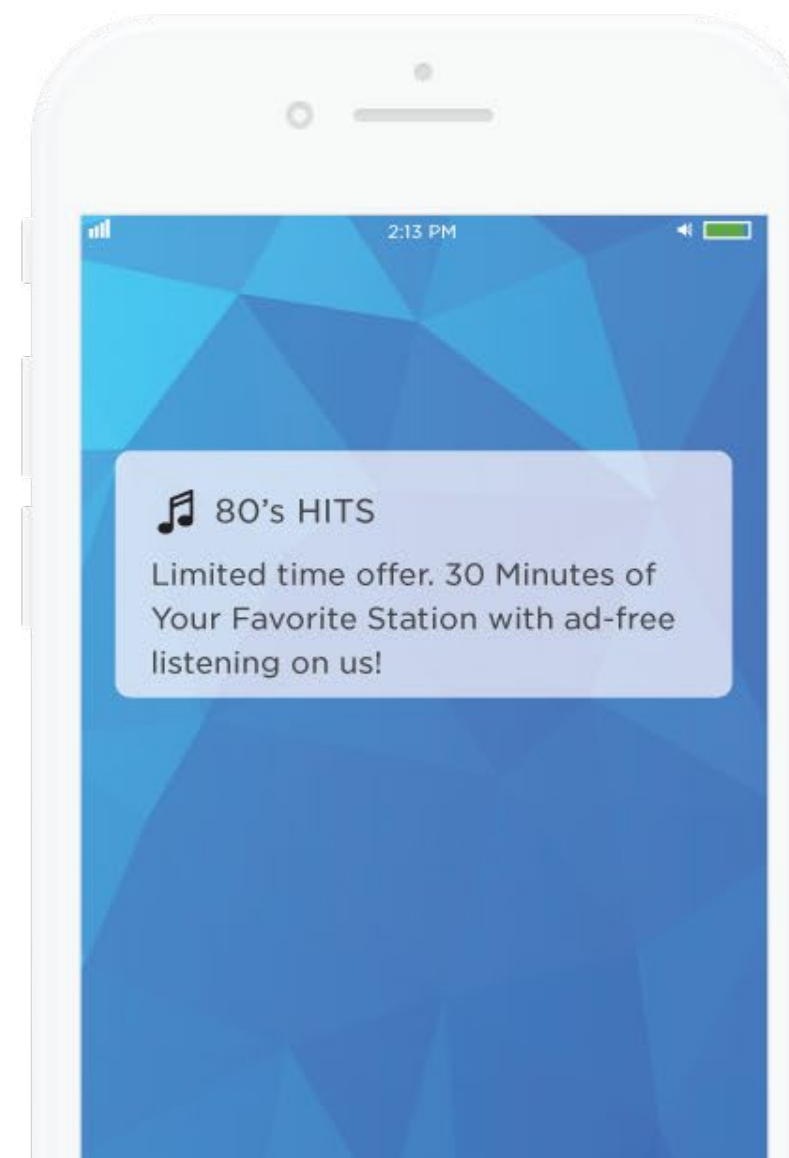 2:13 PM
80's HITS
Limited time offer. 30 Minutes of
Your Favorite Station with ad-free
listening on us!